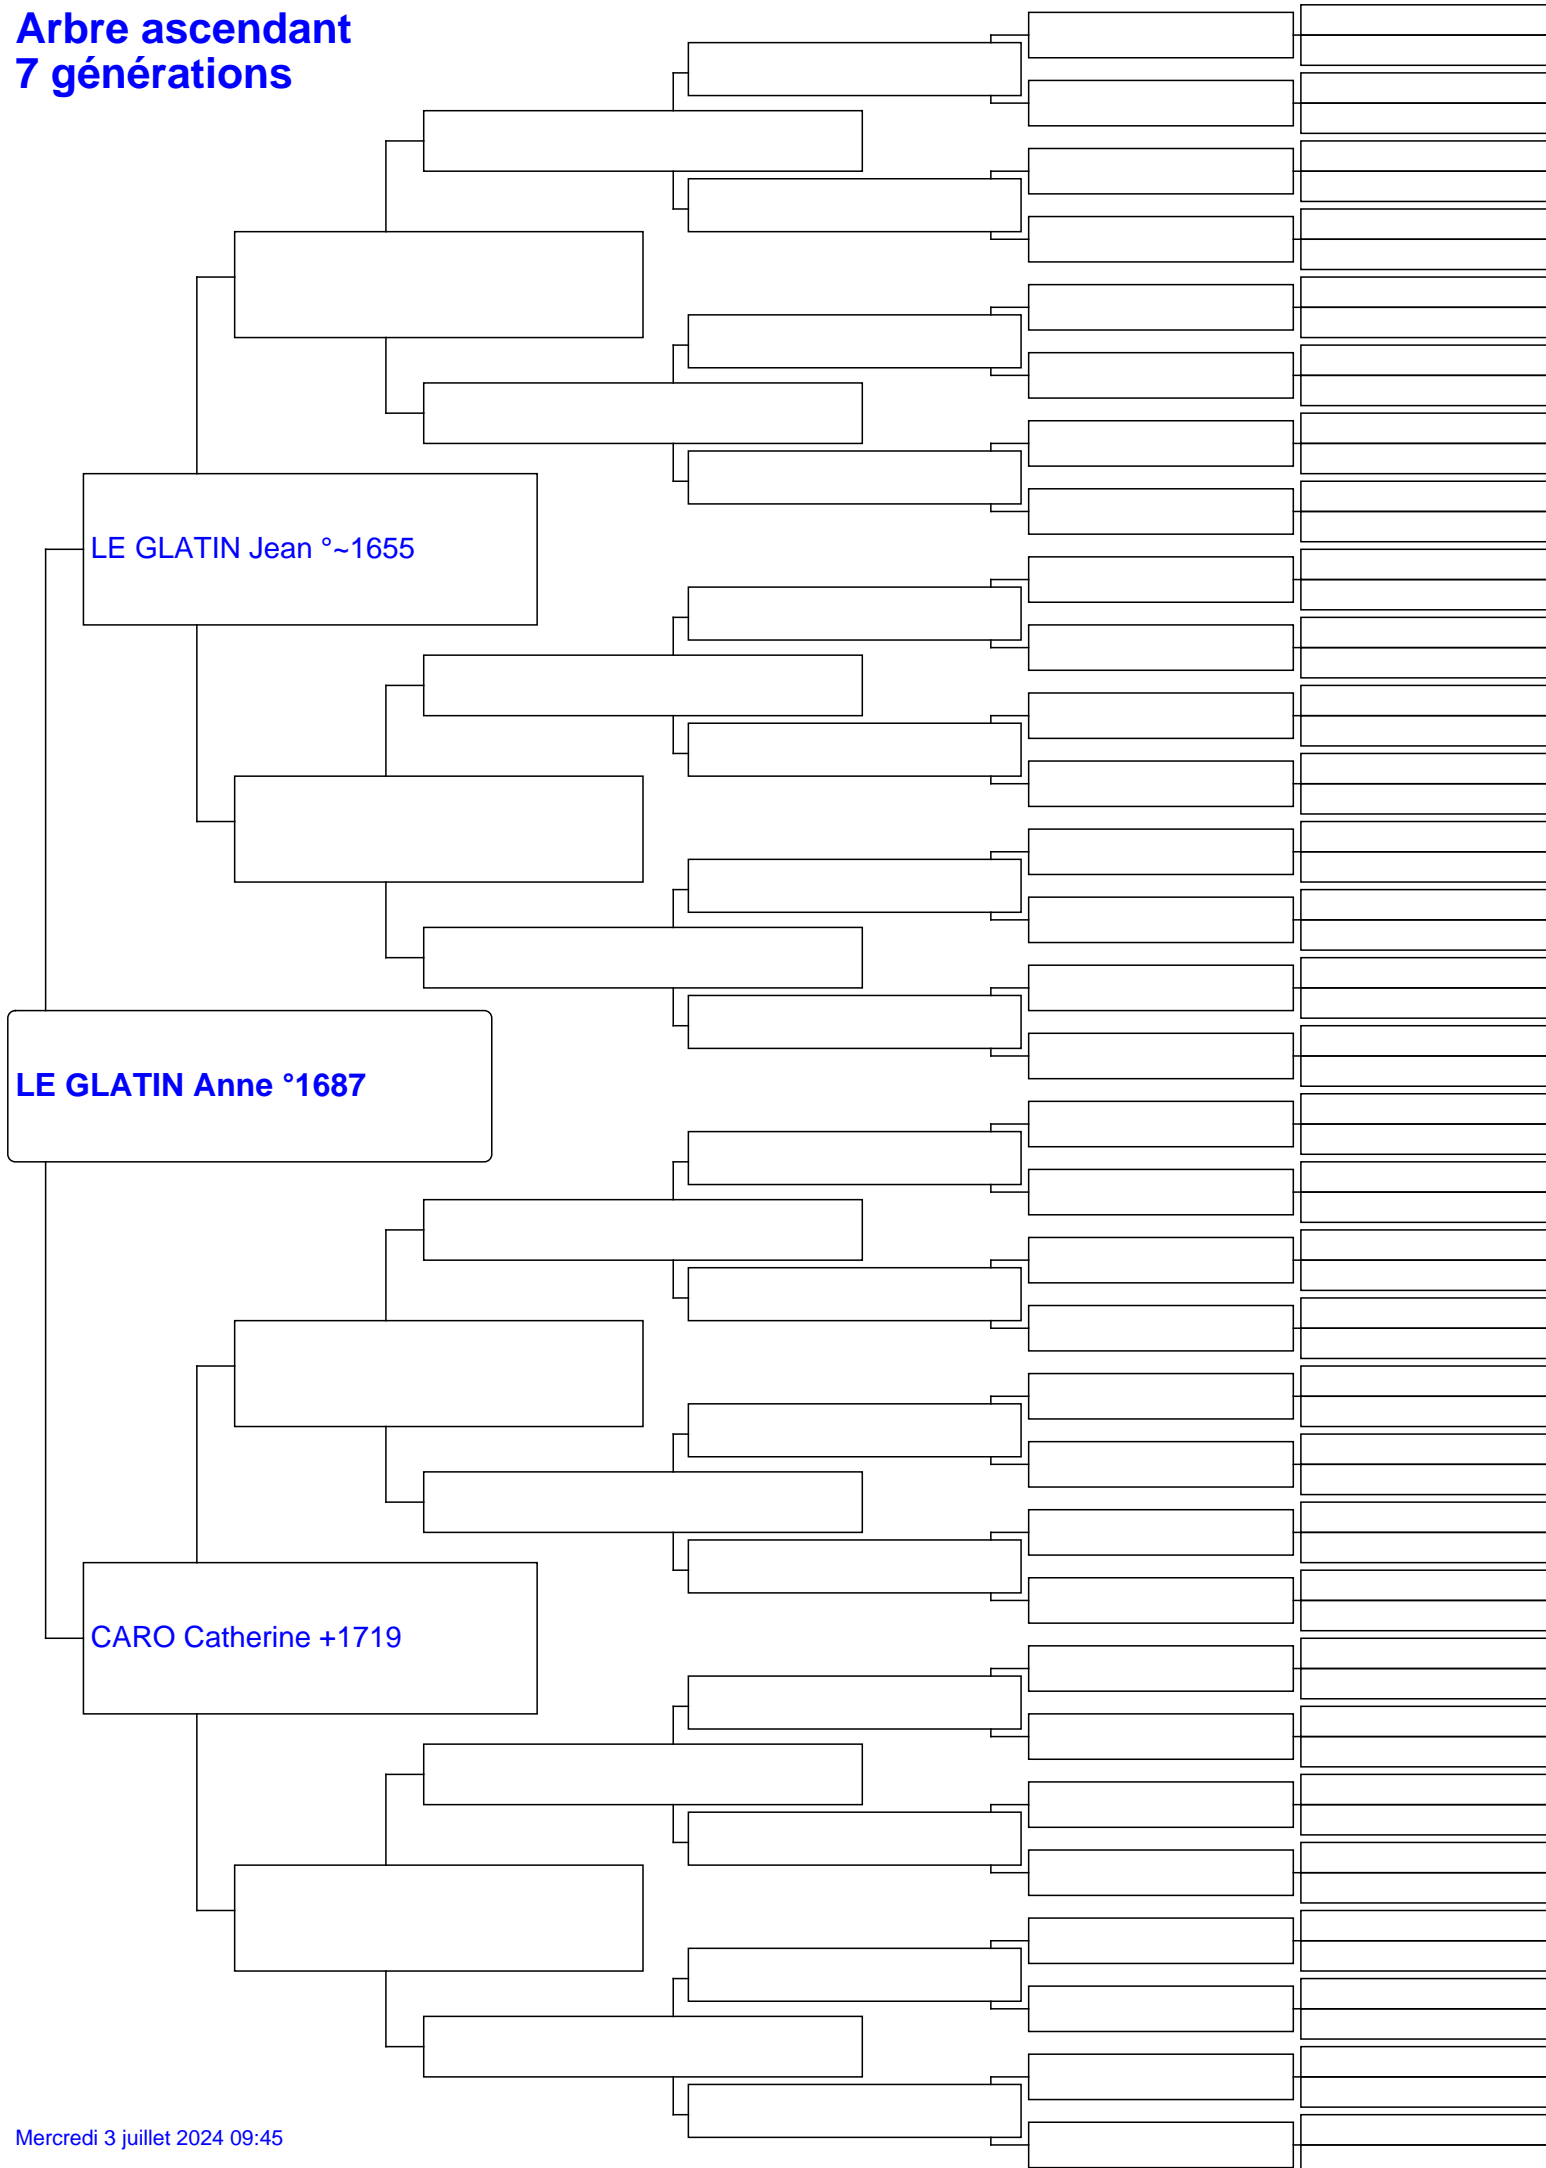 Arbre ascendant
7 générations
LE GLATIN Jean °~1655
LE GLATIN Anne °1687
CARO Catherine +1719
Mercredi 3 juillet 2024 09:45